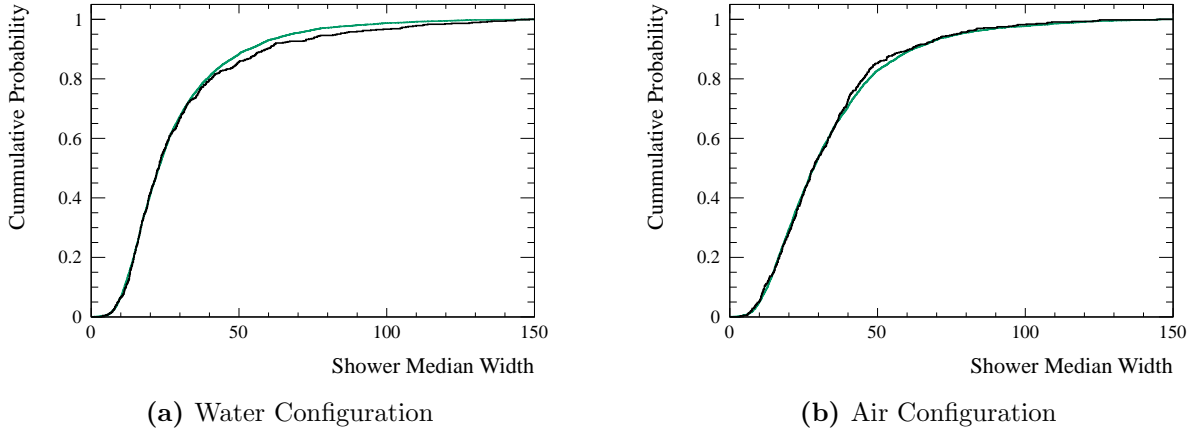 Cummulative Probability
1
0.8
0.6
0.4
0.2
0
0 50 100 150
Shower Median Width
(a) Water Configuration
Cummulative Probability
1
0.8
0.6
0.4
0.2
0
0 50 100 150
Shower Median Width
(b) Air Configuration